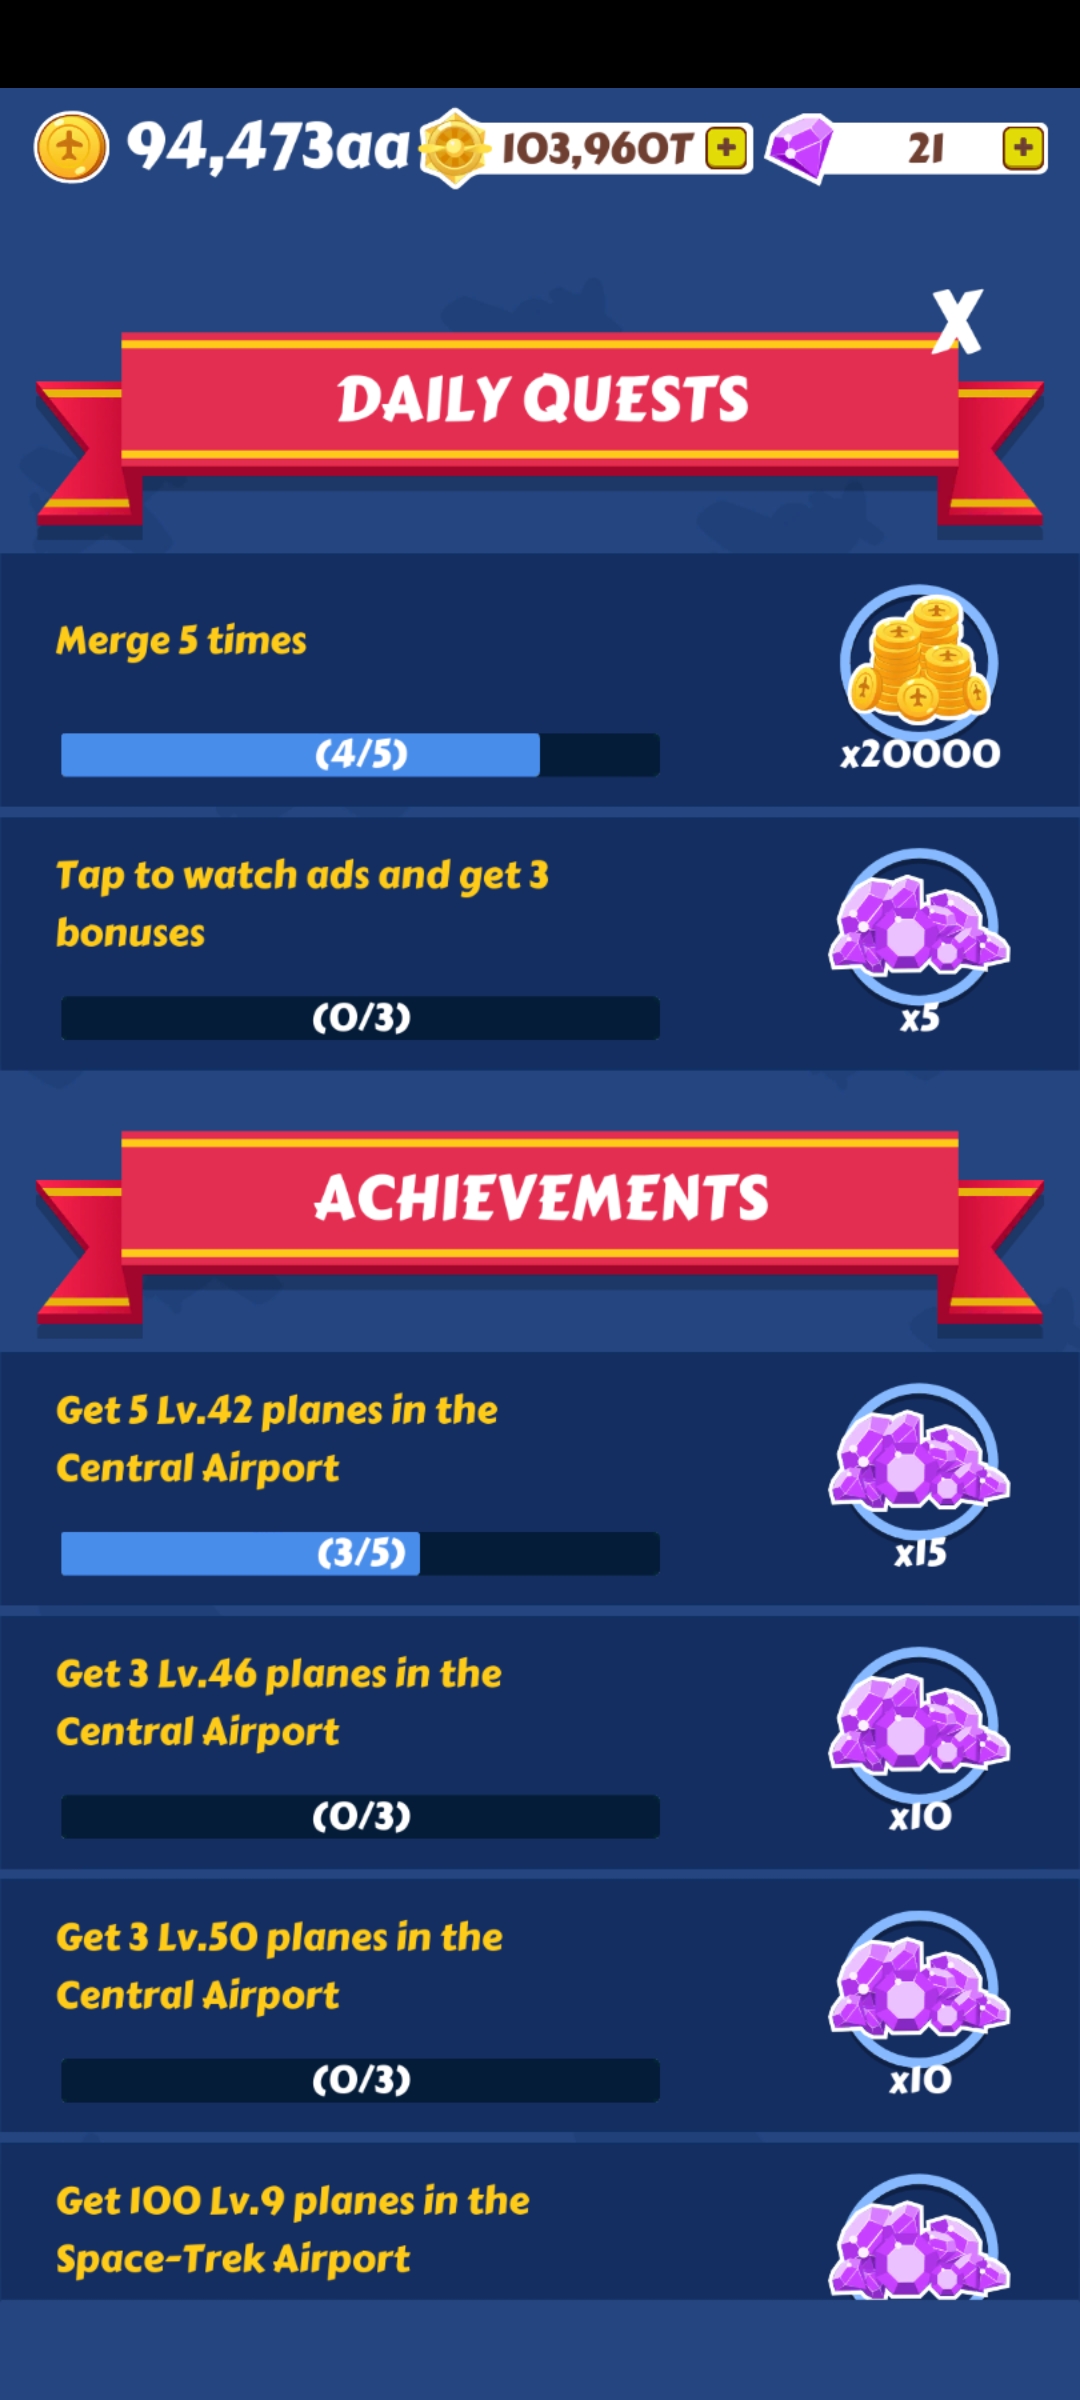 94,473aa 103,960T + 21 +
X
DAILY QUESTS
Merge 5 times
(4/5)
x20000
Tap to watch ads and get 3
bonuses
(0/3)
x5
ACHIEVEMENTS
Get 5 Lv.42 planes in the
Central Airport
(3/5)
x15
Get 3 Lv.46 planes in the
Central Airport
(0/3)
x10
Get 3 Lv.50 planes in the
Central Airport
(0/3)
x10
Get 100 Lv.9 planes in the
Space-Trek Airport